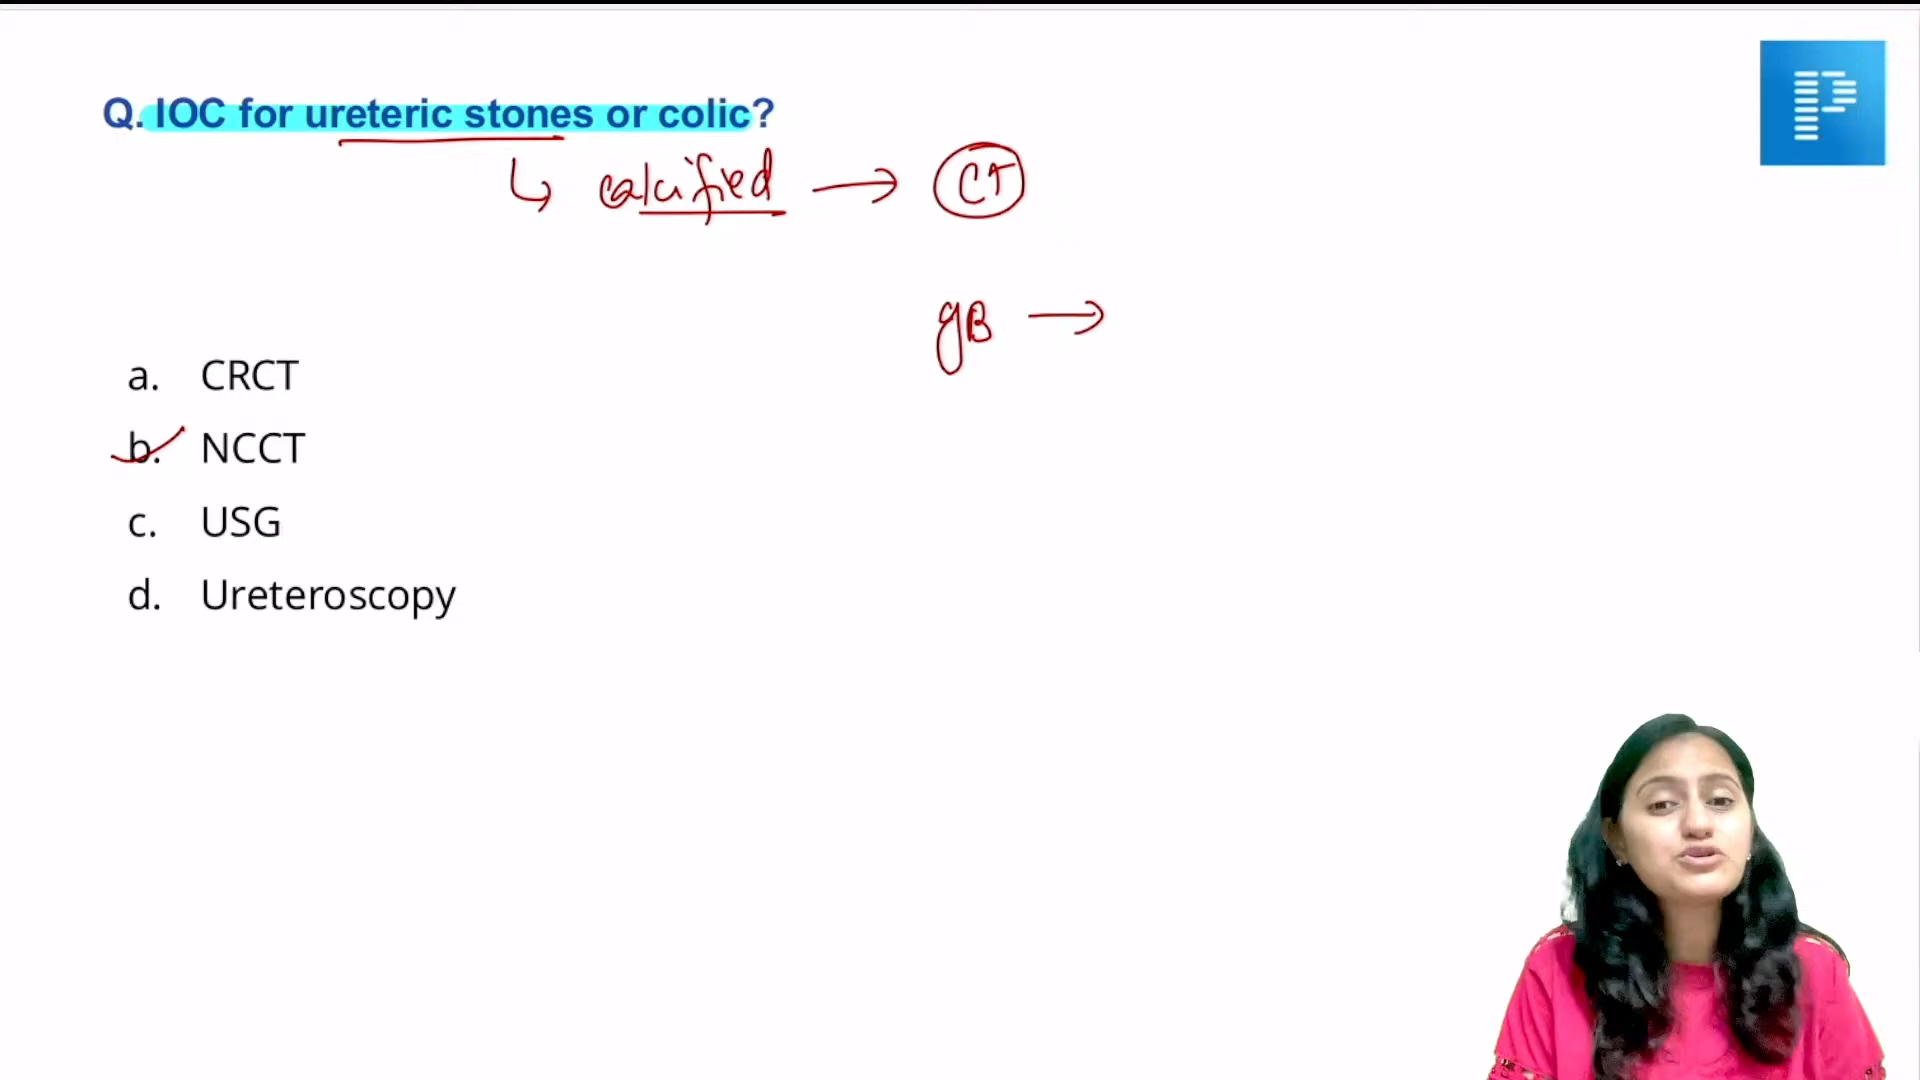 Q. IOC for ureteric stones or colic?
↳ calcified → CT
gB →
a. CRCT
b. NCCT
c. USG
d. Ureteroscopy
P